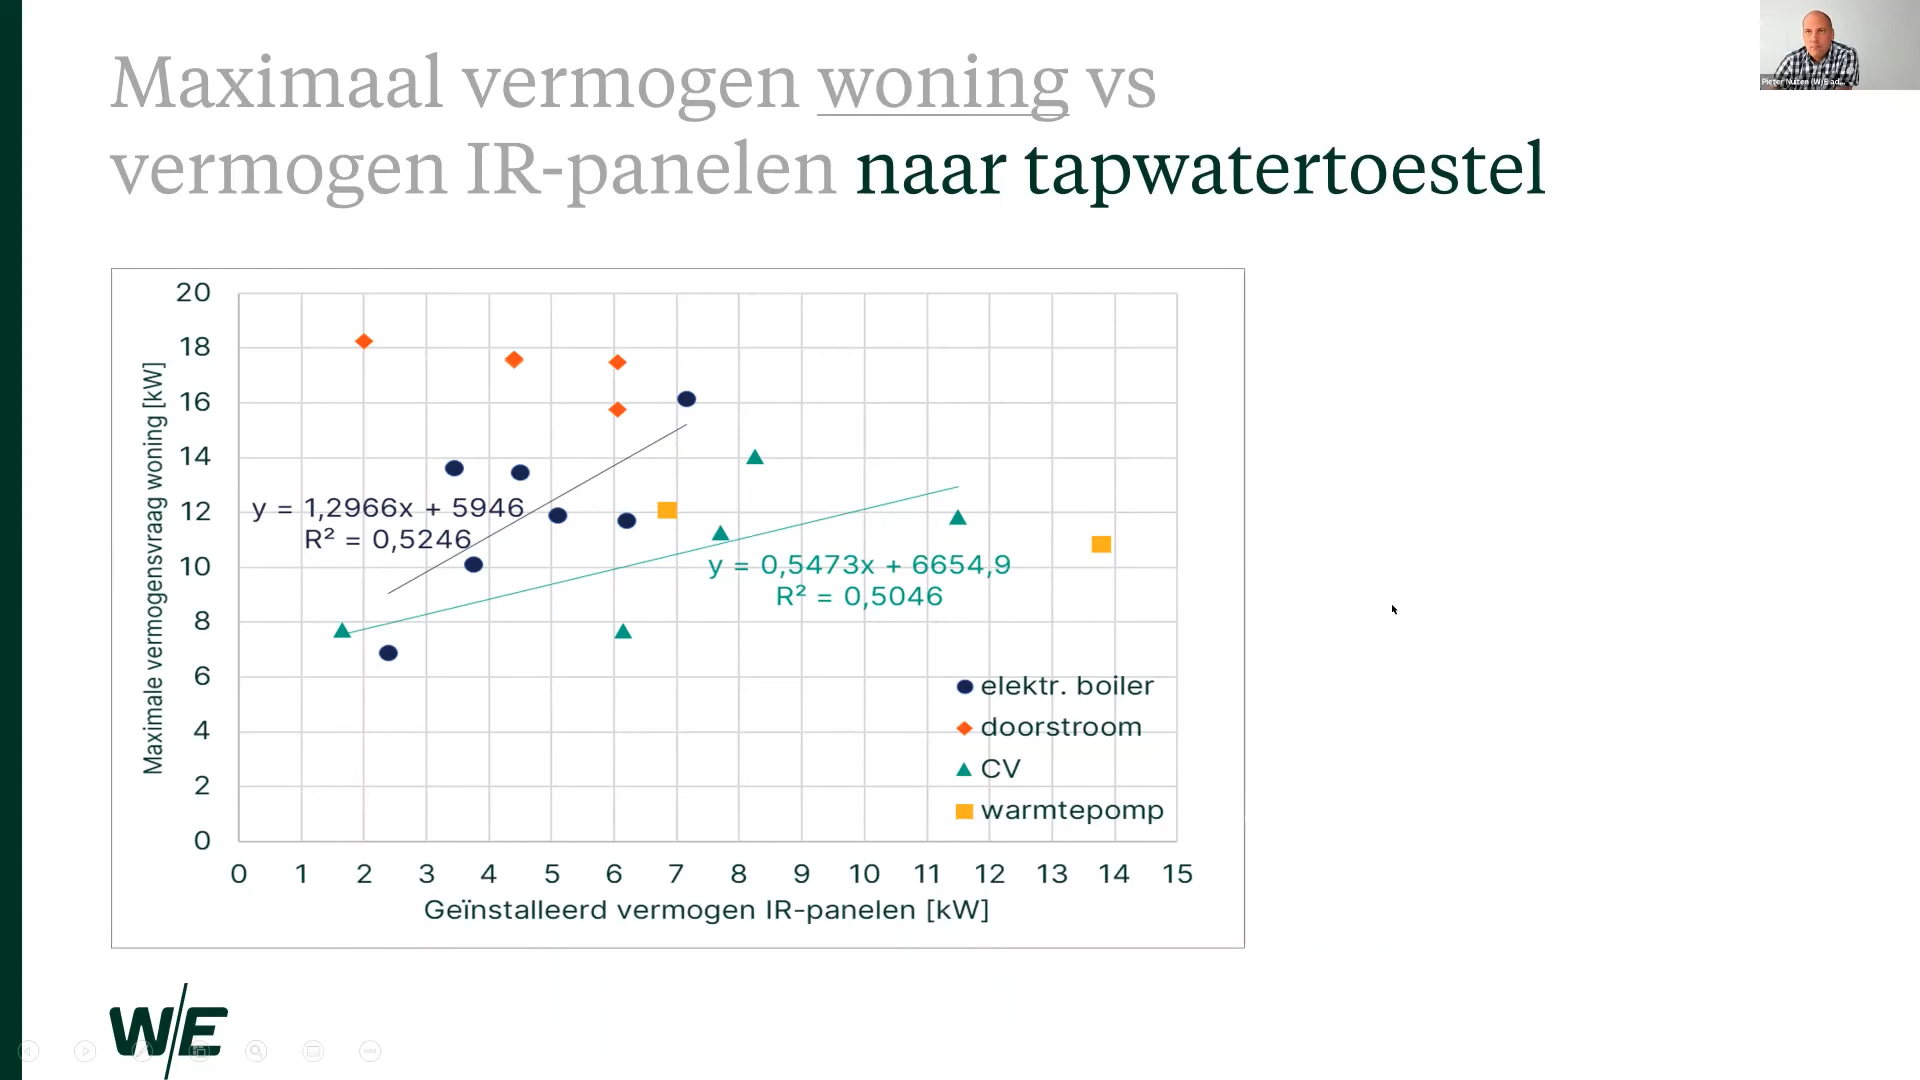 Maximaal vermogen woning vs
vermogen IR-panelen naar tapwatertoestel
Pieter Nuiten (W/E ad...
Maximale vermogensvraag woning [kW]
20
18
16
14
12
10
8
6
4
2
0
y = 1,2966x + 5946
R² = 0,5246
y = 0,5473x + 6654,9
R² = 0,5046
elektr. boiler
doorstroom
CV
warmtepomp
0 1 2 3 4 5 6 7 8 9 10 11 12 13 14 15
Geïnstalleerd vermogen IR-panelen [kW]
W/E